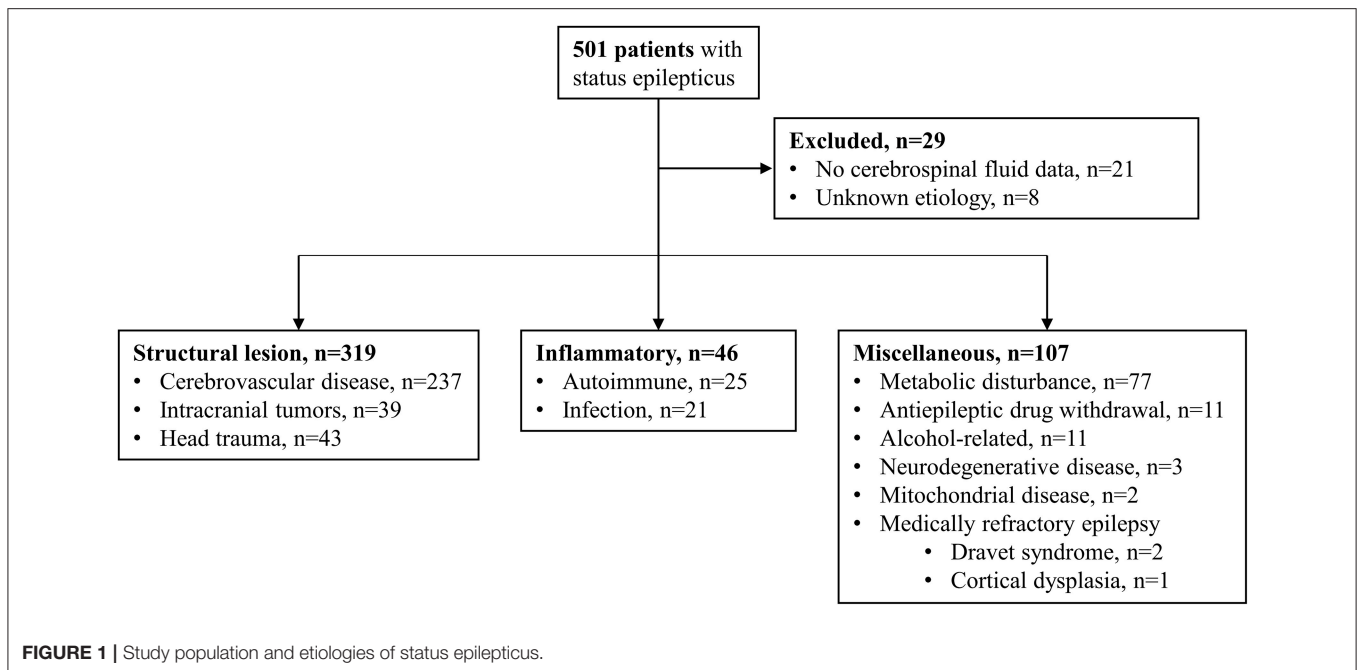 501 patients with
status epilepticus
Excluded, n=29
• No cerebrospinal fluid data, n=21
• Unknown etiology, n=8
Structural lesion, n=319
• Cerebrovascular disease, n=237
• Intracranial tumors, n=39
• Head trauma, n=43
Inflammatory, n=46
• Autoimmune, n=25
• Infection, n=21
Miscellaneous, n=107
• Metabolic disturbance, n=77
• Antiepileptic drug withdrawal, n=11
• Alcohol-related, n=11
• Neurodegenerative disease, n=3
• Mitochondrial disease, n=2
• Medically refractory epilepsy
• Dravet syndrome, n=2
• Cortical dysplasia, n=1
FIGURE 1 | Study population and etiologies of status epilepticus.